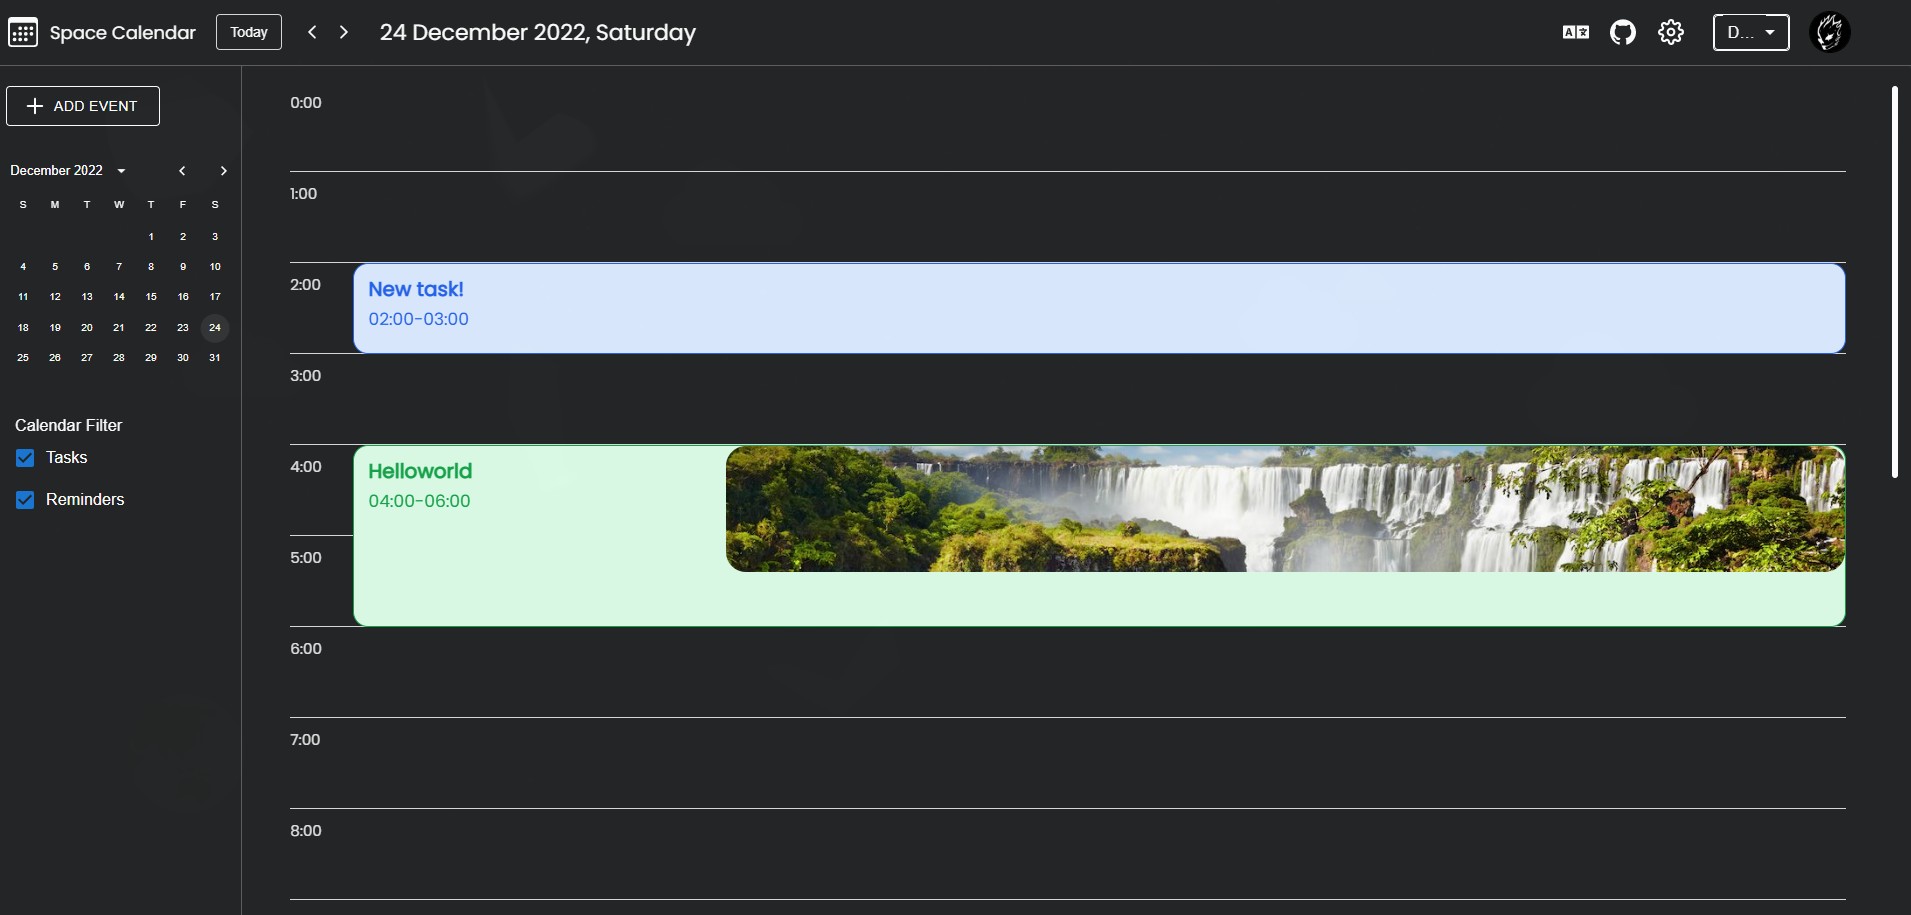 Space Calendar
Today
24 December 2022, Saturday
D...
ADD EVENT
December 2022
S M T W T F S
1 2 3
4 5 6 7 8 9 10
11 12 13 14 15 16 17
18 19 20 21 22 23 24
25 26 27 28 29 30 31
Calendar Filter
Tasks
Reminders
0:00
1:00
2:00
New task!
02:00-03:00
3:00
4:00
Helloworld
04:00-06:00
5:00
6:00
7:00
8:00